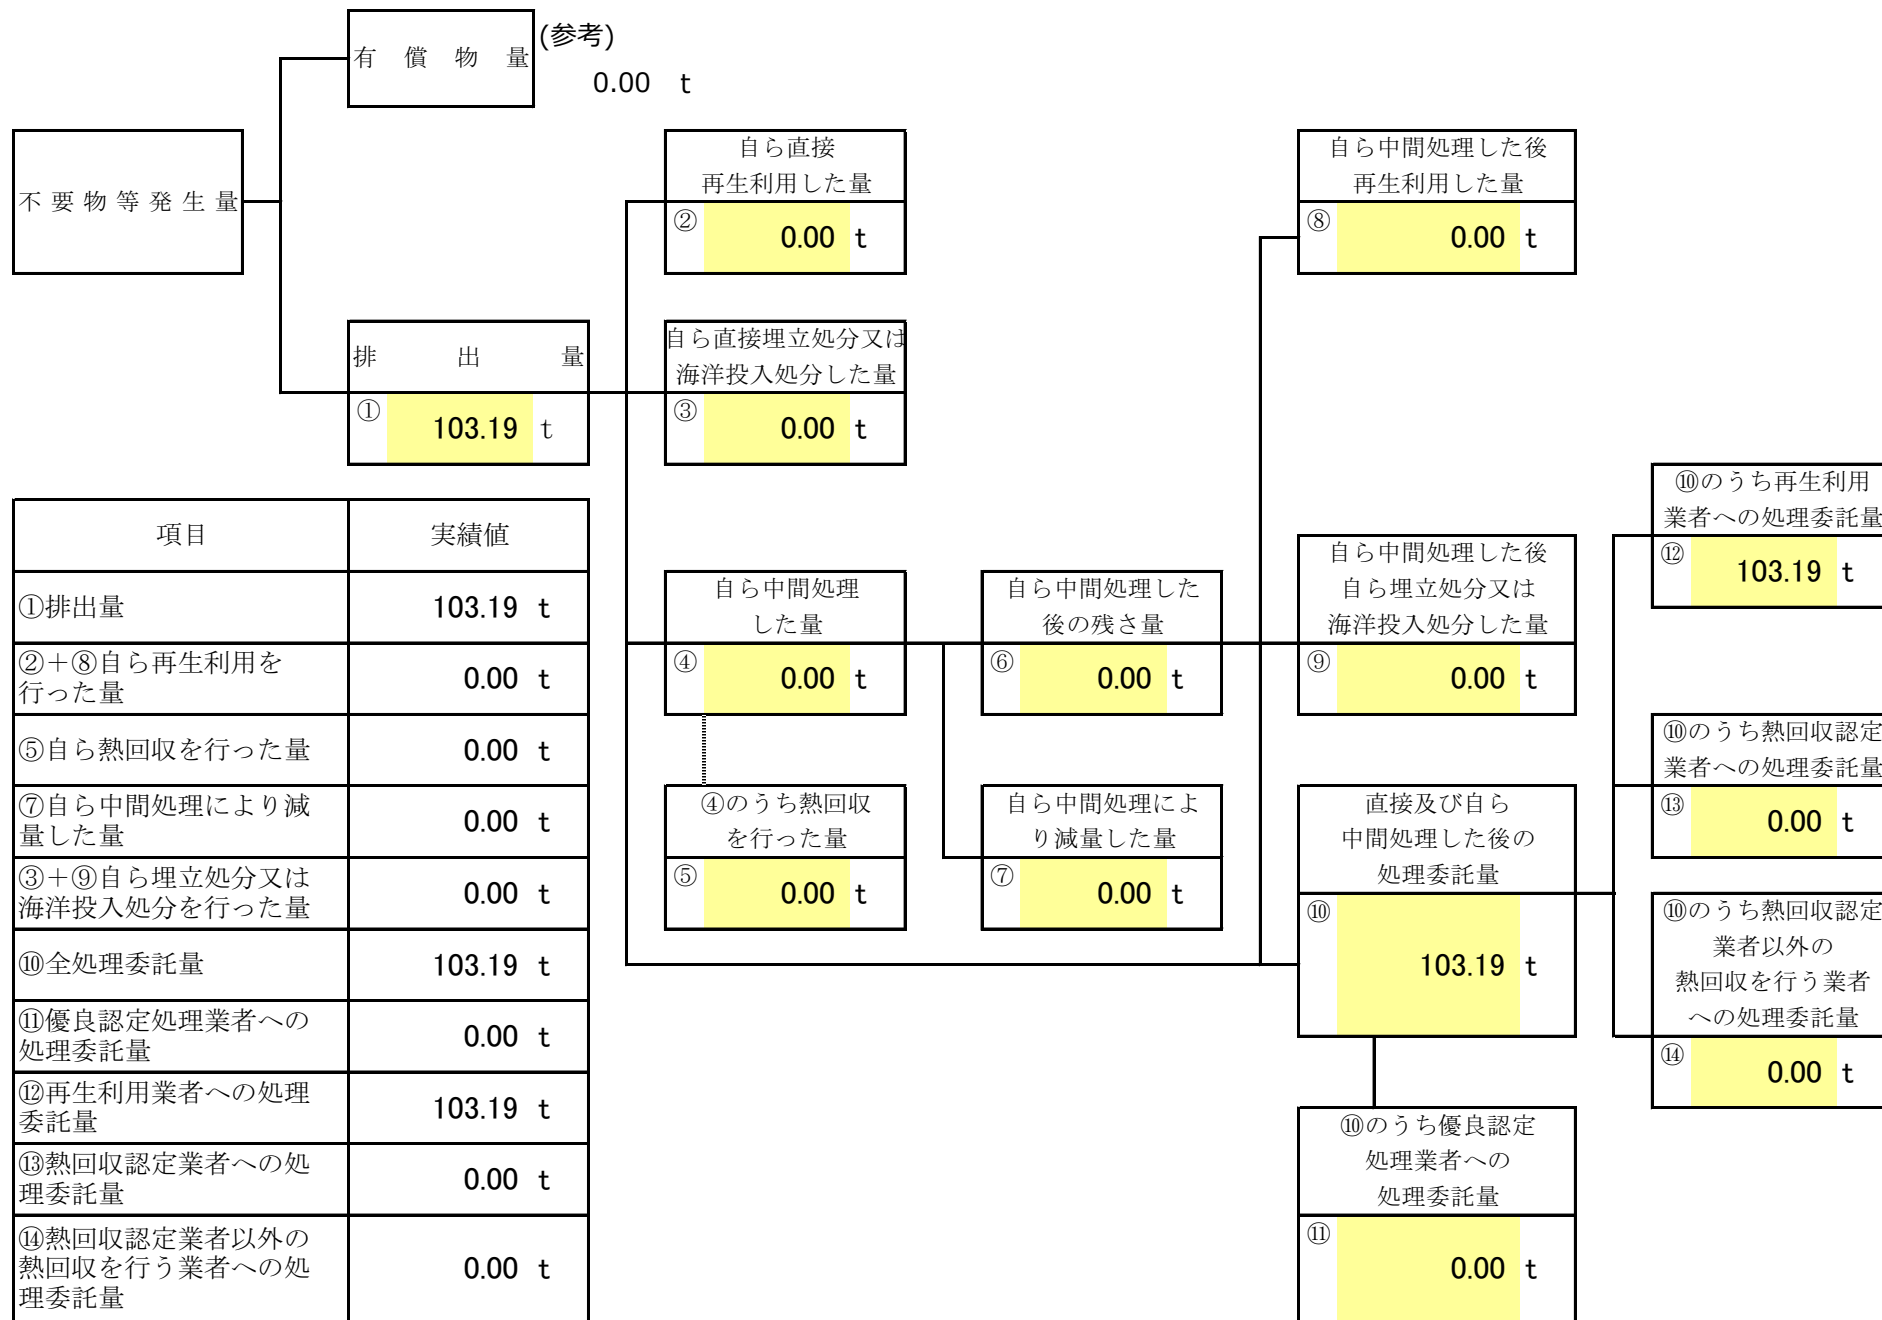 有償物量
(参考)
0.00 t
不要物等発生量
自ら直接
再生利用した量
② 0.00 t
自ら中間処理した後
再生利用した量
⑧ 0.00 t
排出量
① 103.19 t
自ら直接埋立処分又は
海洋投入処分した量
③ 0.00 t
⑩のうち再生利用
業者への処理委託量
⑫ 103.19 t
自ら中間処理
した量
④ 0.00 t
自ら中間処理した
後の残さ量
⑥ 0.00 t
自ら中間処理した後
自ら埋立処分又は
海洋投入処分した量
⑨ 0.00 t
⑩のうち熱回収認定
業者への処理委託量
⑬ 0.00 t
④のうち熱回収
を行った量
⑤ 0.00 t
自ら中間処理によ
り減量した量
⑦ 0.00 t
直接及び自ら
中間処理した後の
処理委託量
⑩ 103.19 t
⑩のうち熱回収認定
業者以外の
熱回収を行う業者
への処理委託量
⑭ 0.00 t
⑩のうち優良認定
処理業者への
処理委託量
⑪ 0.00 t
項目 実績値
①排出量 103.19 t
②＋⑧自ら再生利用を
行った量 0.00 t
⑤自ら熱回収を行った量 0.00 t
⑦自ら中間処理により減
量した量 0.00 t
③＋⑨自ら埋立処分又は
海洋投入処分を行った量 0.00 t
⑩全処理委託量 103.19 t
⑪優良認定処理業者への
処理委託量 0.00 t
⑫再生利用業者への処理
委託量 103.19 t
⑬熱回収認定業者への処
理委託量 0.00 t
⑭熱回収認定業者以外の
熱回収を行う業者への処
理委託量 0.00 t